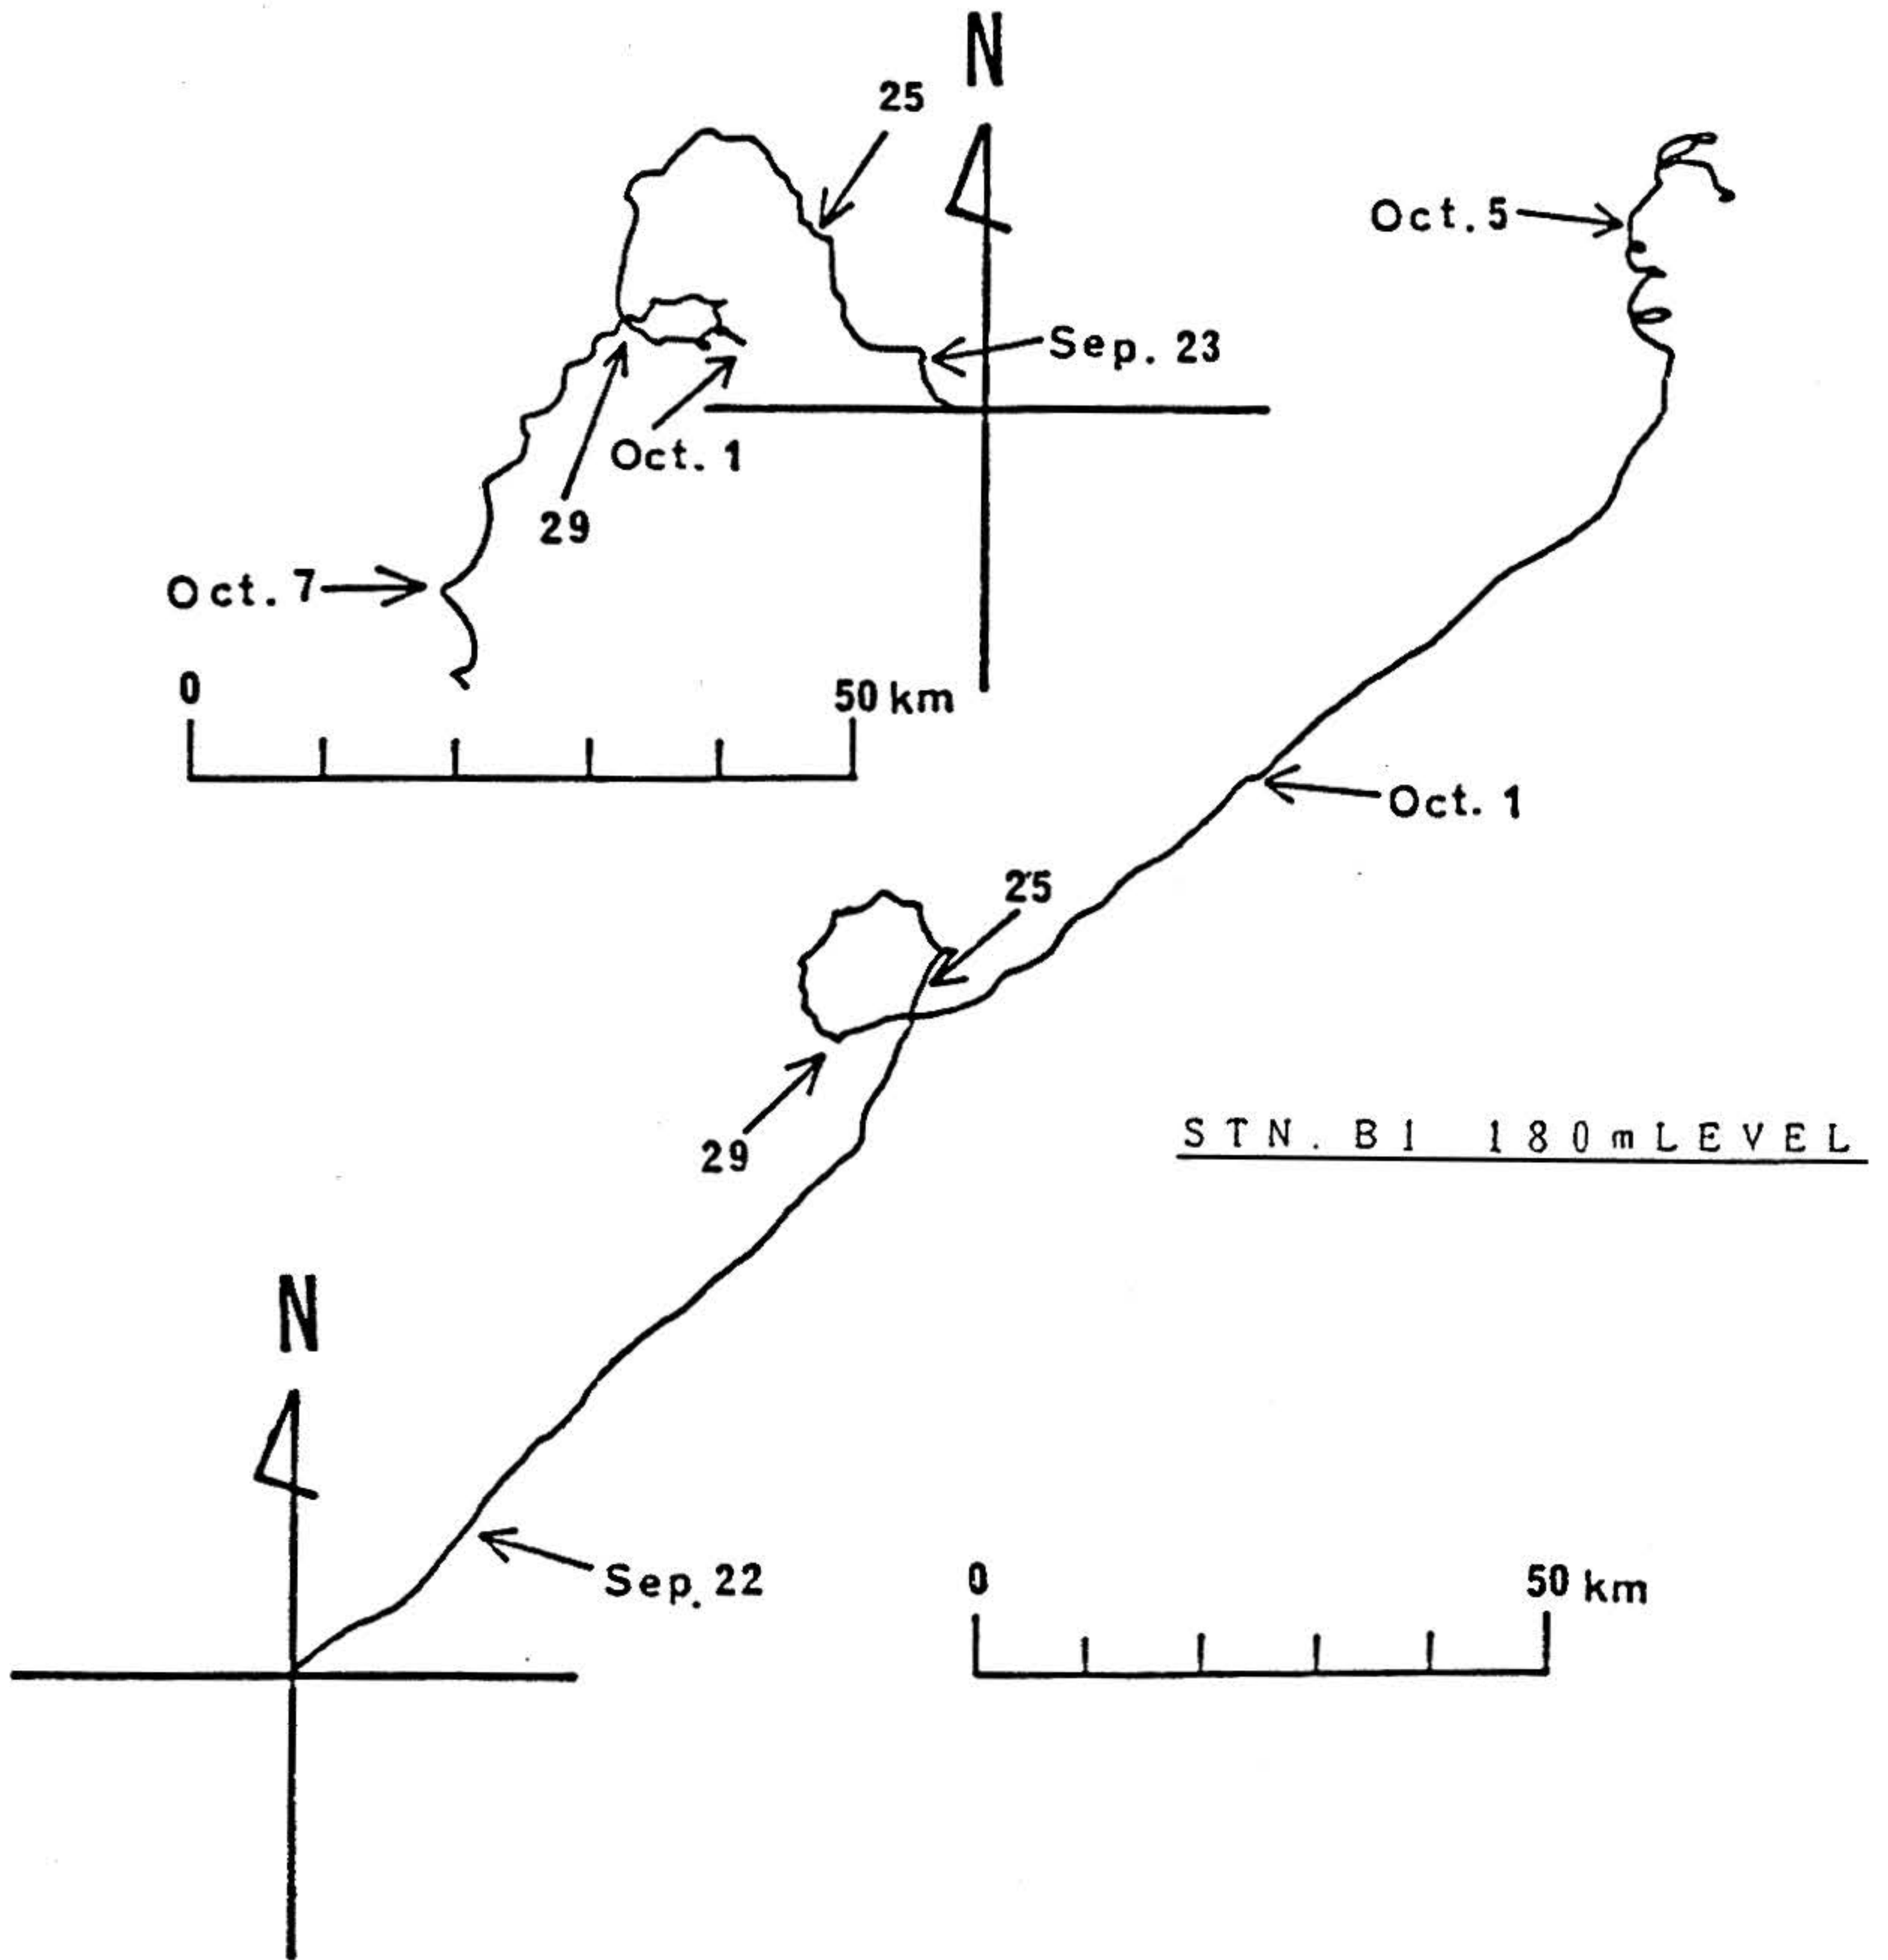 N
25
Oct. 5
Sep. 23
Oct. 1
29
Oct. 7
0 50 km
Oct. 1
25
29
STN. B1 180mLEVEL
N
Sep. 22
0 50 km